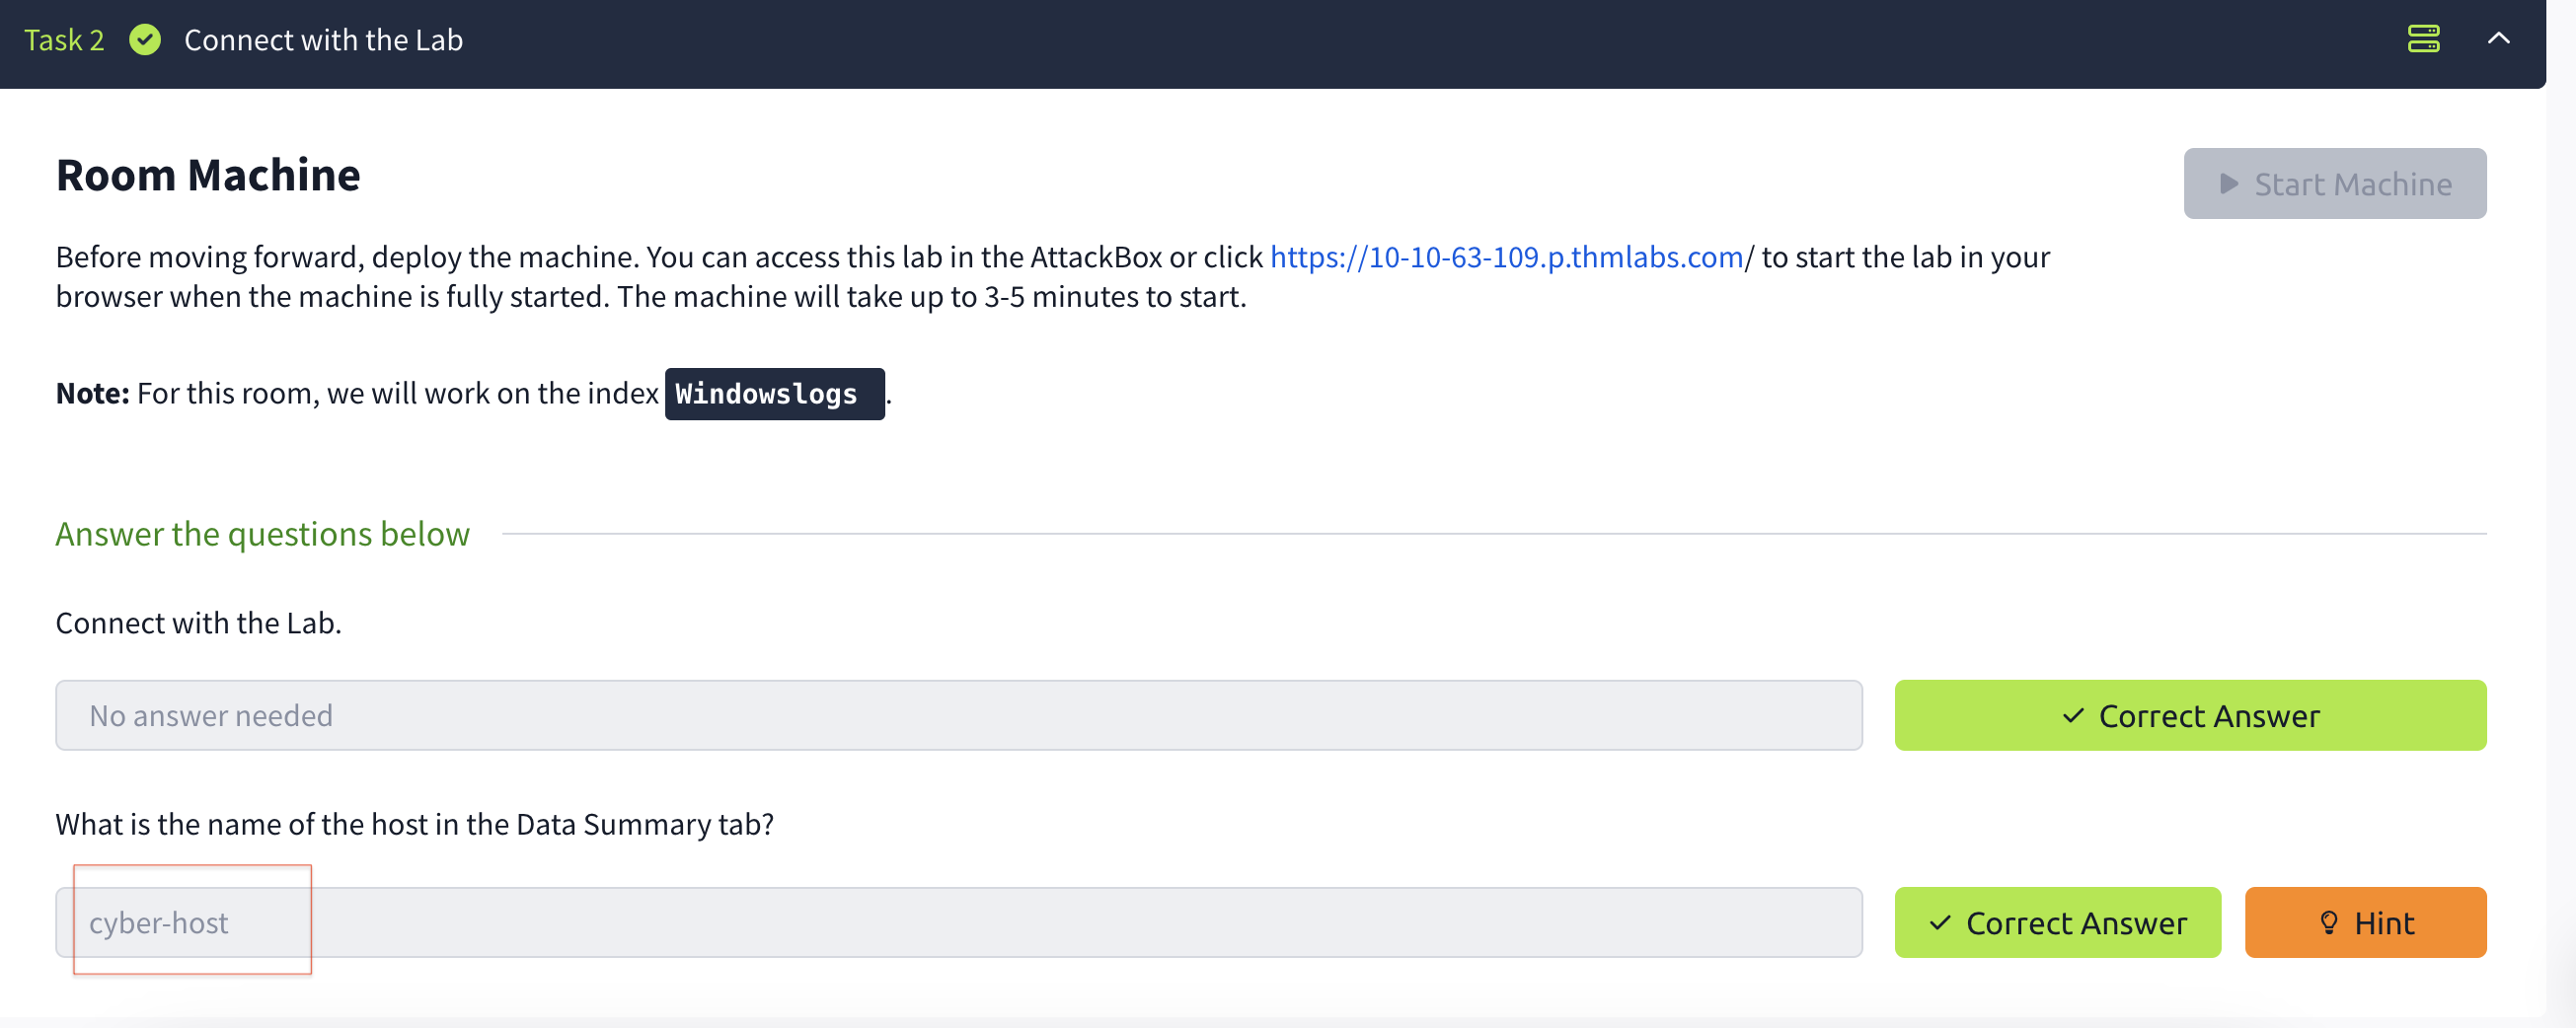 Task 2 Connect with the Lab
Room Machine
Start Machine
Before moving forward, deploy the machine. You can access this lab in the AttackBox or click https://10-10-63-109.p.thmlabs.com/ to start the lab in your
browser when the machine is fully started. The machine will take up to 3-5 minutes to start.
Note: For this room, we will work on the index Windowslogs .
Answer the questions below
Connect with the Lab.
No answer needed
Correct Answer
What is the name of the host in the Data Summary tab?
cyber-host
Correct Answer
Hint